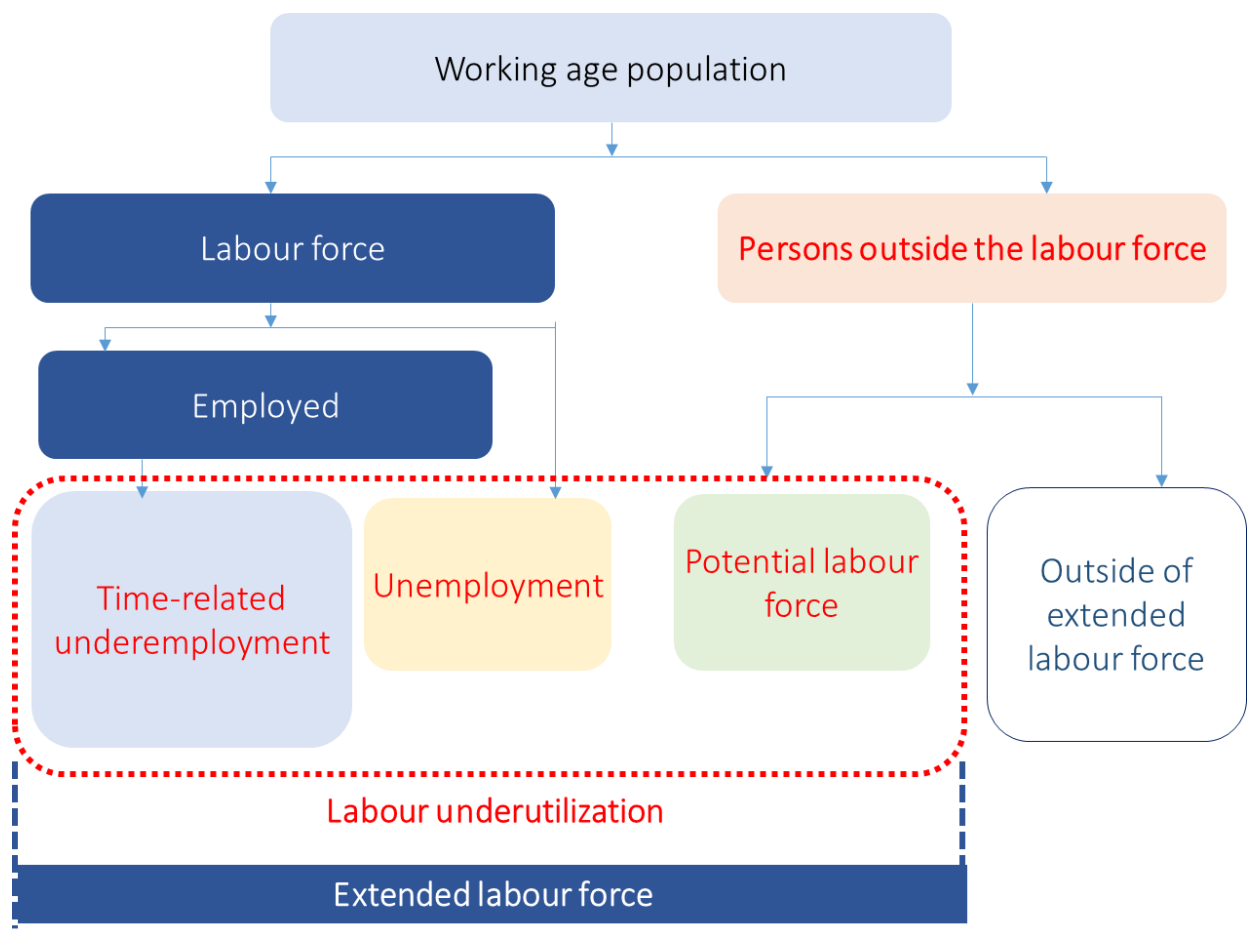 Working age population
Labour force
Persons outside the labour force
Employed
Time-related
underemployment
Unemployment
Potential labour
force
Outside of
extended
labour force
Labour underutilization
Extended labour force